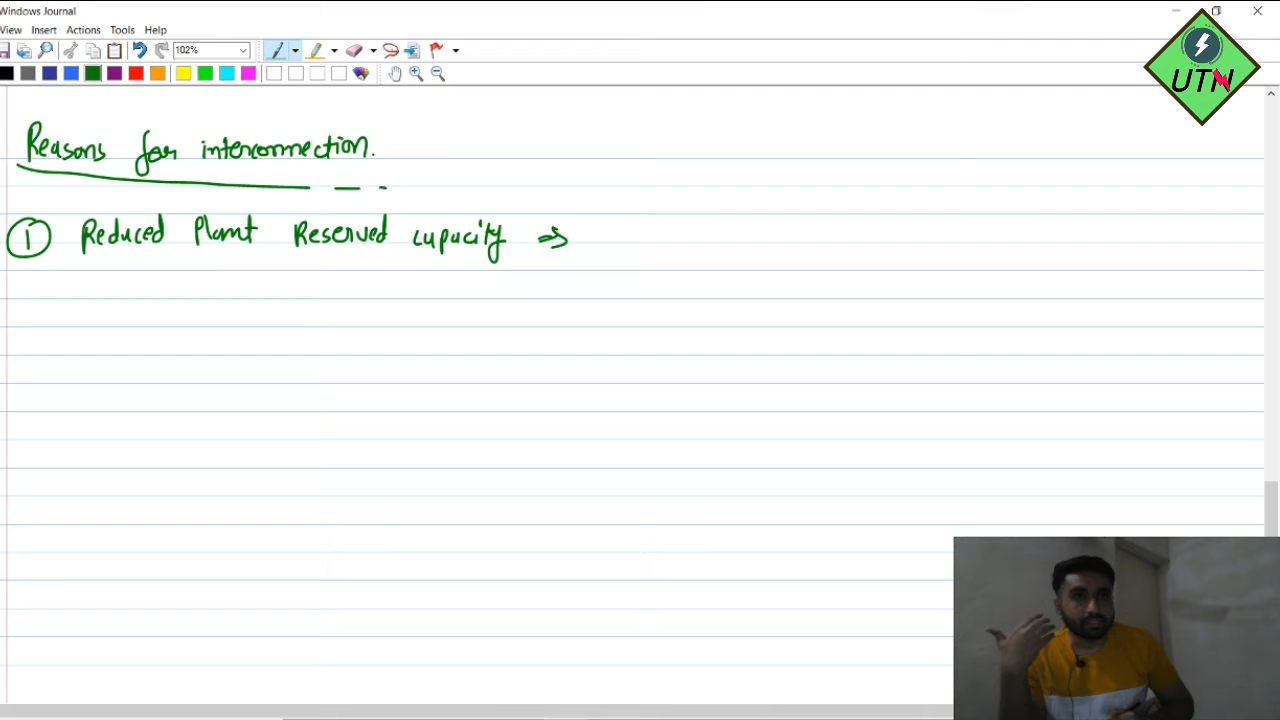 Windows Journal
View Insert Actions Tools Help
102%
UTN
Reasons for interconnection.
① Reduced Plant Reserved capacity ⇒